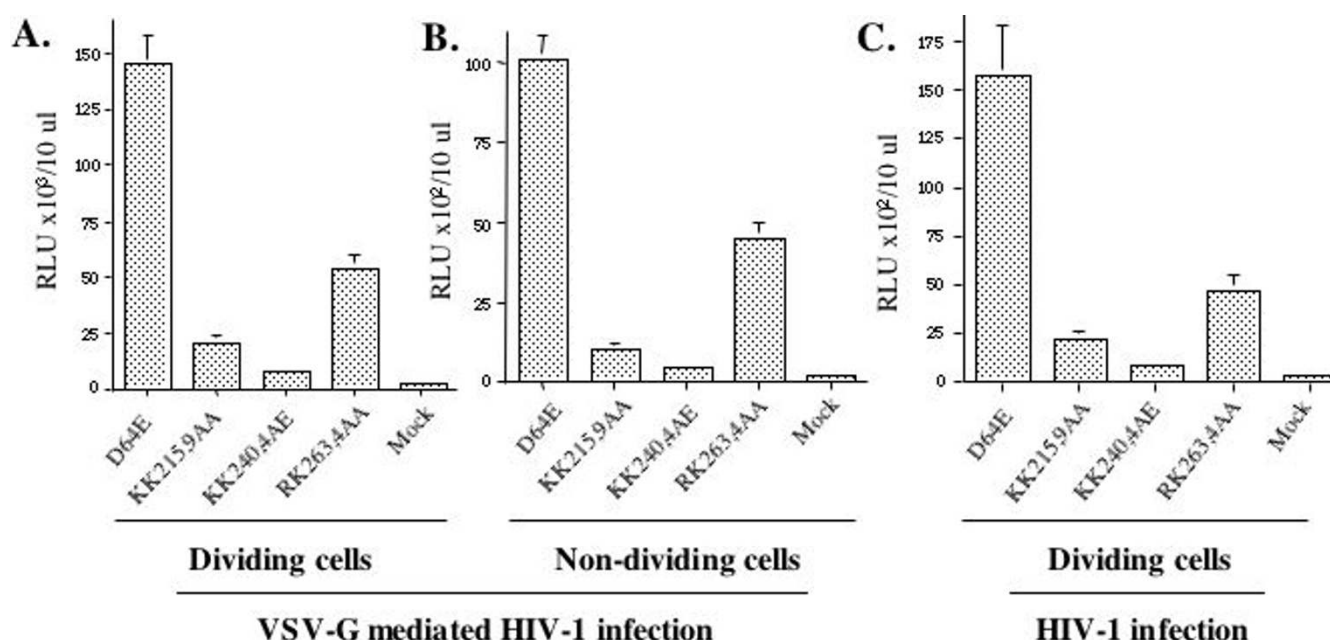 A.
RLU x10³/10 ul
150
125
100
75
50
25
0
D64E
KK215,9AA
KK240,4AE
RK263,4AA
Mock
Dividing cells
B.
RLU x10²/10 ul
100
75
50
25
0
D64E
KK215,9AA
KK240,4AE
RK263,4AA
Mock
Non-dividing cells
VSV-G mediated HIV-1 infection
C.
RLU x10²/10 ul
175
150
125
100
75
50
25
0
D64E
KK215,9AA
KK240,4AE
RK263,4AA
Mock
Dividing cells
HIV-1 infection